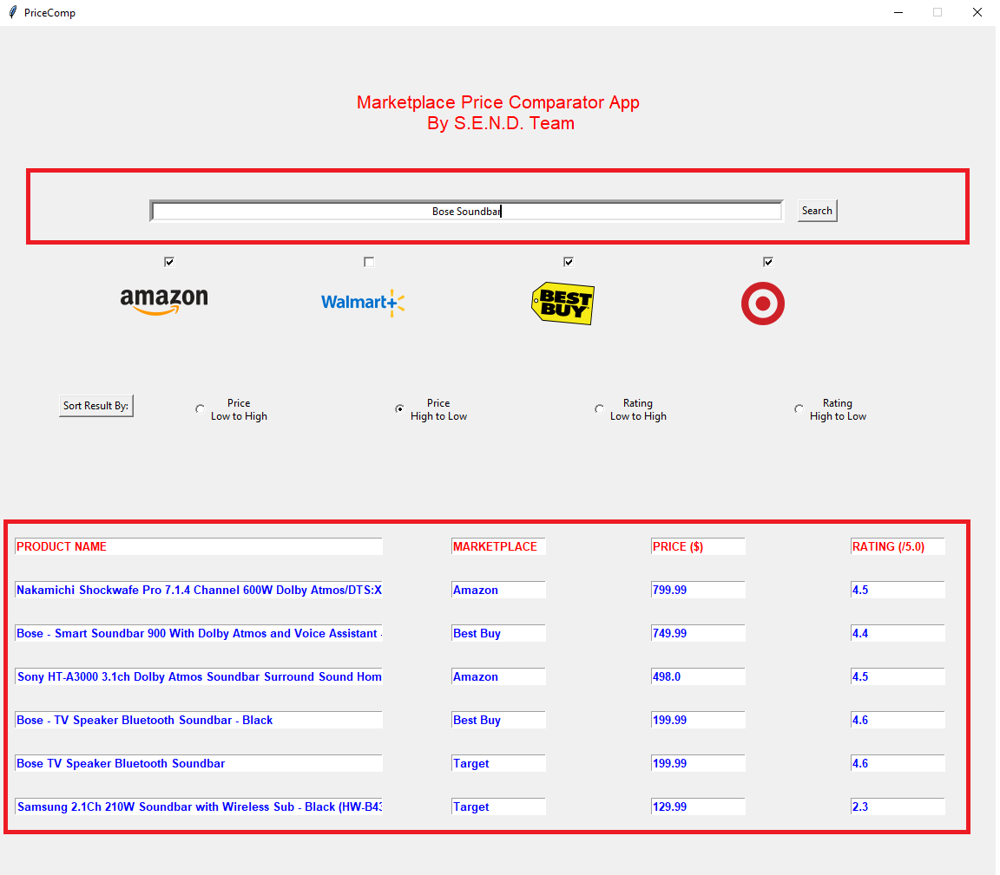 PriceComp
Marketplace Price Comparator App
By S.E.N.D. Team
Bose Soundbar Search
amazon Walmart+ BEST BUY
Sort Result By: Price Low to High Price High to Low Rating Low to High Rating High to Low
PRODUCT NAME MARKETPLACE PRICE ($) RATING (/5.0)
Nakamichi Shockwafe Pro 7.1.4 Channel 600W Dolby Atmos/DTS:X Amazon 799.99 4.5
Bose - Smart Soundbar 900 With Dolby Atmos and Voice Assistant - Best Buy 749.99 4.4
Sony HT-A3000 3.1ch Dolby Atmos Soundbar Surround Sound Hom Amazon 498.0 4.5
Bose - TV Speaker Bluetooth Soundbar - Black Best Buy 199.99 4.6
Bose TV Speaker Bluetooth Soundbar Target 199.99 4.6
Samsung 2.1Ch 210W Soundbar with Wireless Sub - Black (HW-B43 Target 129.99 2.3